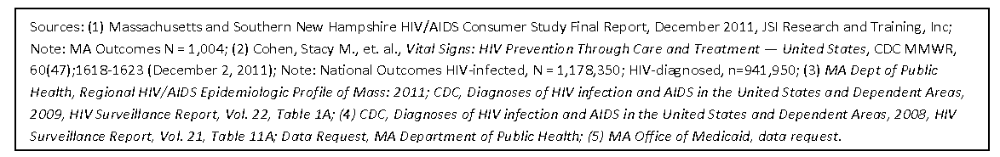 Sources: (1) Massachusetts and Southern New Hampshire HIV/AIDS Consumer Study Final Report, December 2011, JSI Research and Training, Inc;
Note: MA Outcomes N = 1,004; (2) Cohen, Stacy M., et. al., Vital Signs: HIV Prevention Through Care and Treatment — United States, CDC MMWR,
60(47);1618-1623 (December 2, 2011); Note: National Outcomes HIV-infected, N = 1,178,350; HIV-diagnosed, n=941,950; (3) MA Dept of Public
Health, Regional HIV/AIDS Epidemiologic Profile of Mass: 2011; CDC, Diagnoses of HIV infection and AIDS in the United States and Dependent Areas,
2009, HIV Surveillance Report, Vol. 22, Table 1A; (4) CDC, Diagnoses of HIV infection and AIDS in the United States and Dependent Areas, 2008, HIV
Surveillance Report, Vol. 21, Table 11A; Data Request, MA Department of Public Health; (5) MA Office of Medicaid, data request.